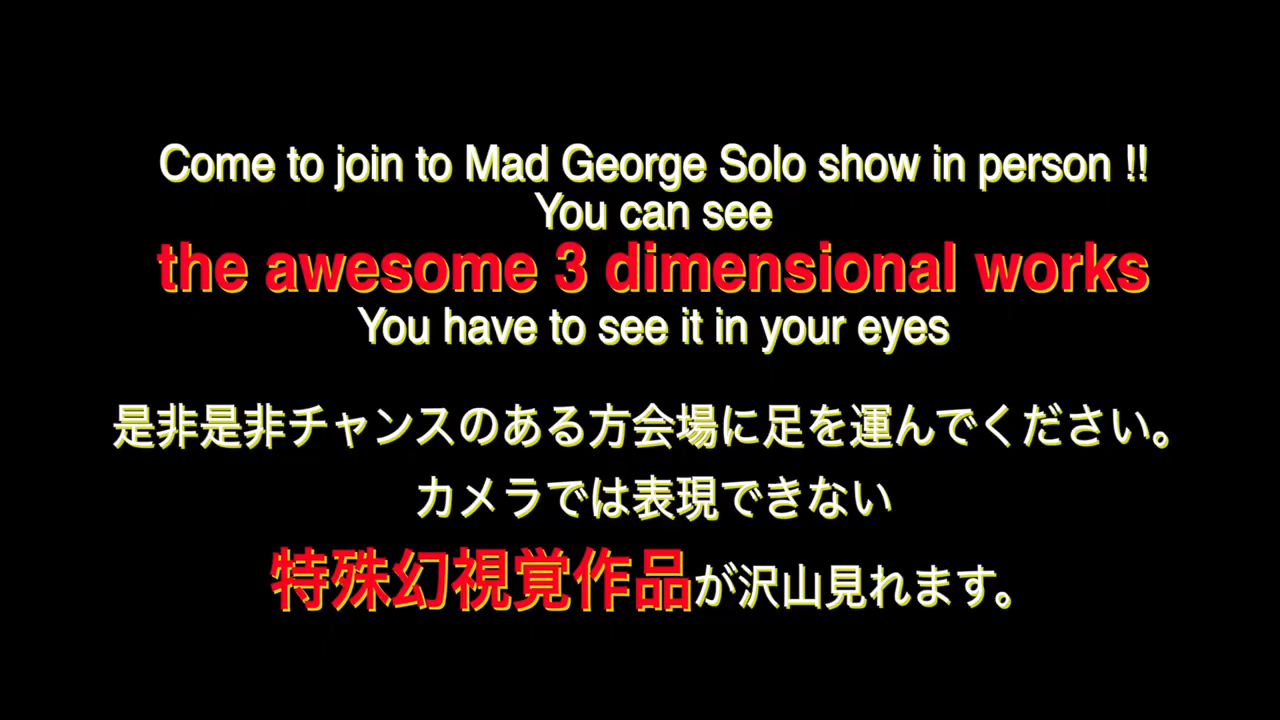 Come to join to Mad George Solo show in person !!
You can see
the awesome 3 dimensional works
You have to see it in your eyes
是非是非チャンスのある方会場に足を運んでください。
カメラでは表現できない
特殊幻視覚作品が沢山見れます。